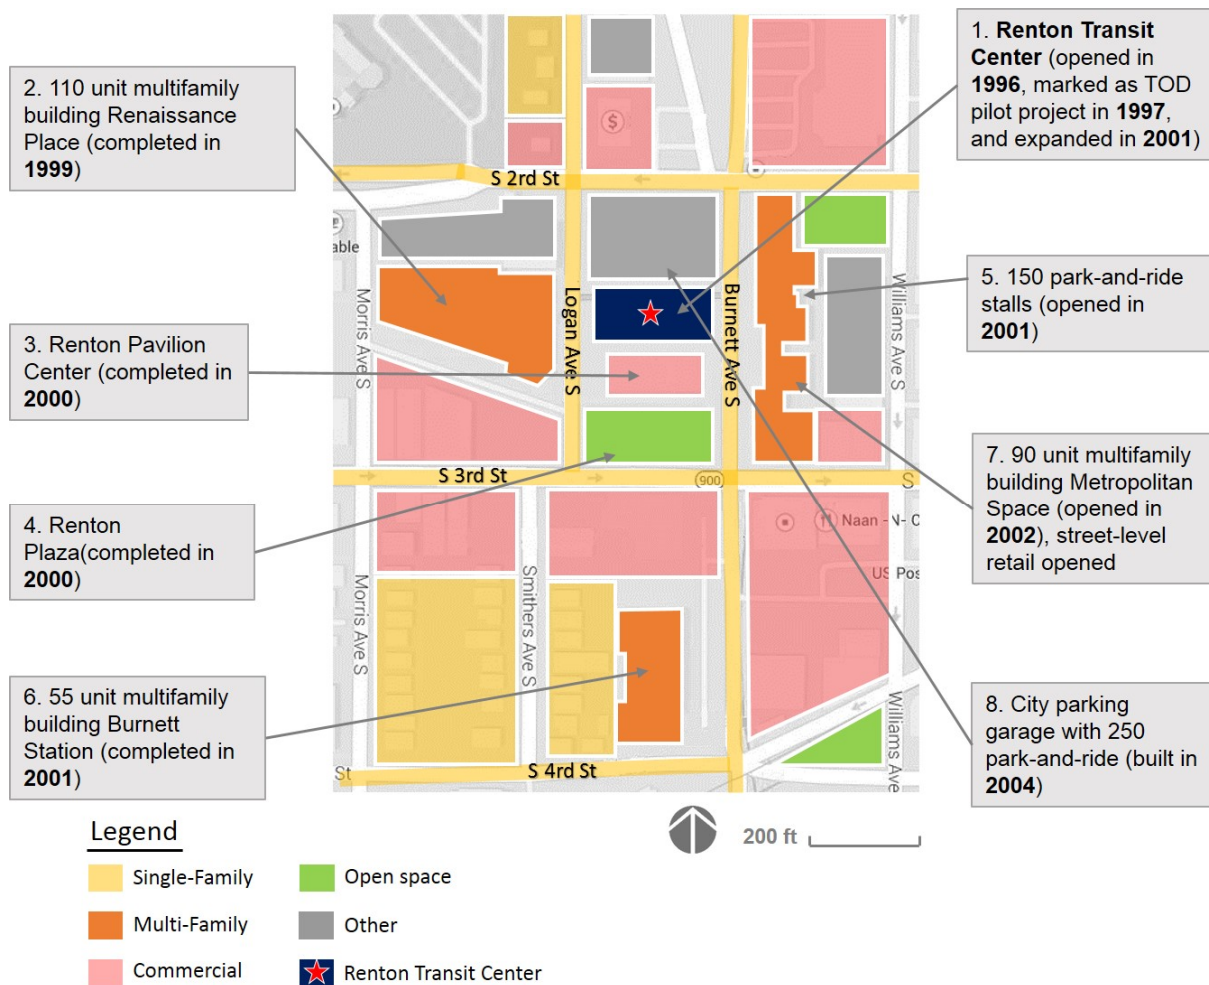 1. Renton Transit
Center (opened in
1996, marked as TOD
pilot project in 1997,
and expanded in 2001)
2. 110 unit multifamily
building Renaissance
Place (completed in
1999)
3. Renton Pavilion
Center (completed in
2000)
4. Renton
Plaza(completed in
2000)
6. 55 unit multifamily
building Burnett
Station (completed in
2001)
5. 150 park-and-ride
stalls (opened in
2001)
7. 90 unit multifamily
building Metropolitan
Space (opened in
2002), street-level
retail opened
8. City parking
garage with 250
park-and-ride (built in
2004)
$
S 2nd St
able
Morris Ave S
Logan Ave S
Burnett Ave S
Williams Ave S
S 3rd St
900
S
Naan -N- C
US Pos
Morris Ave S
Smithers Ave S
Williams Ave
St
S 4rd St
200 ft
Legend
Single-Family
Multi-Family
Commercial
Open space
Other
Renton Transit Center